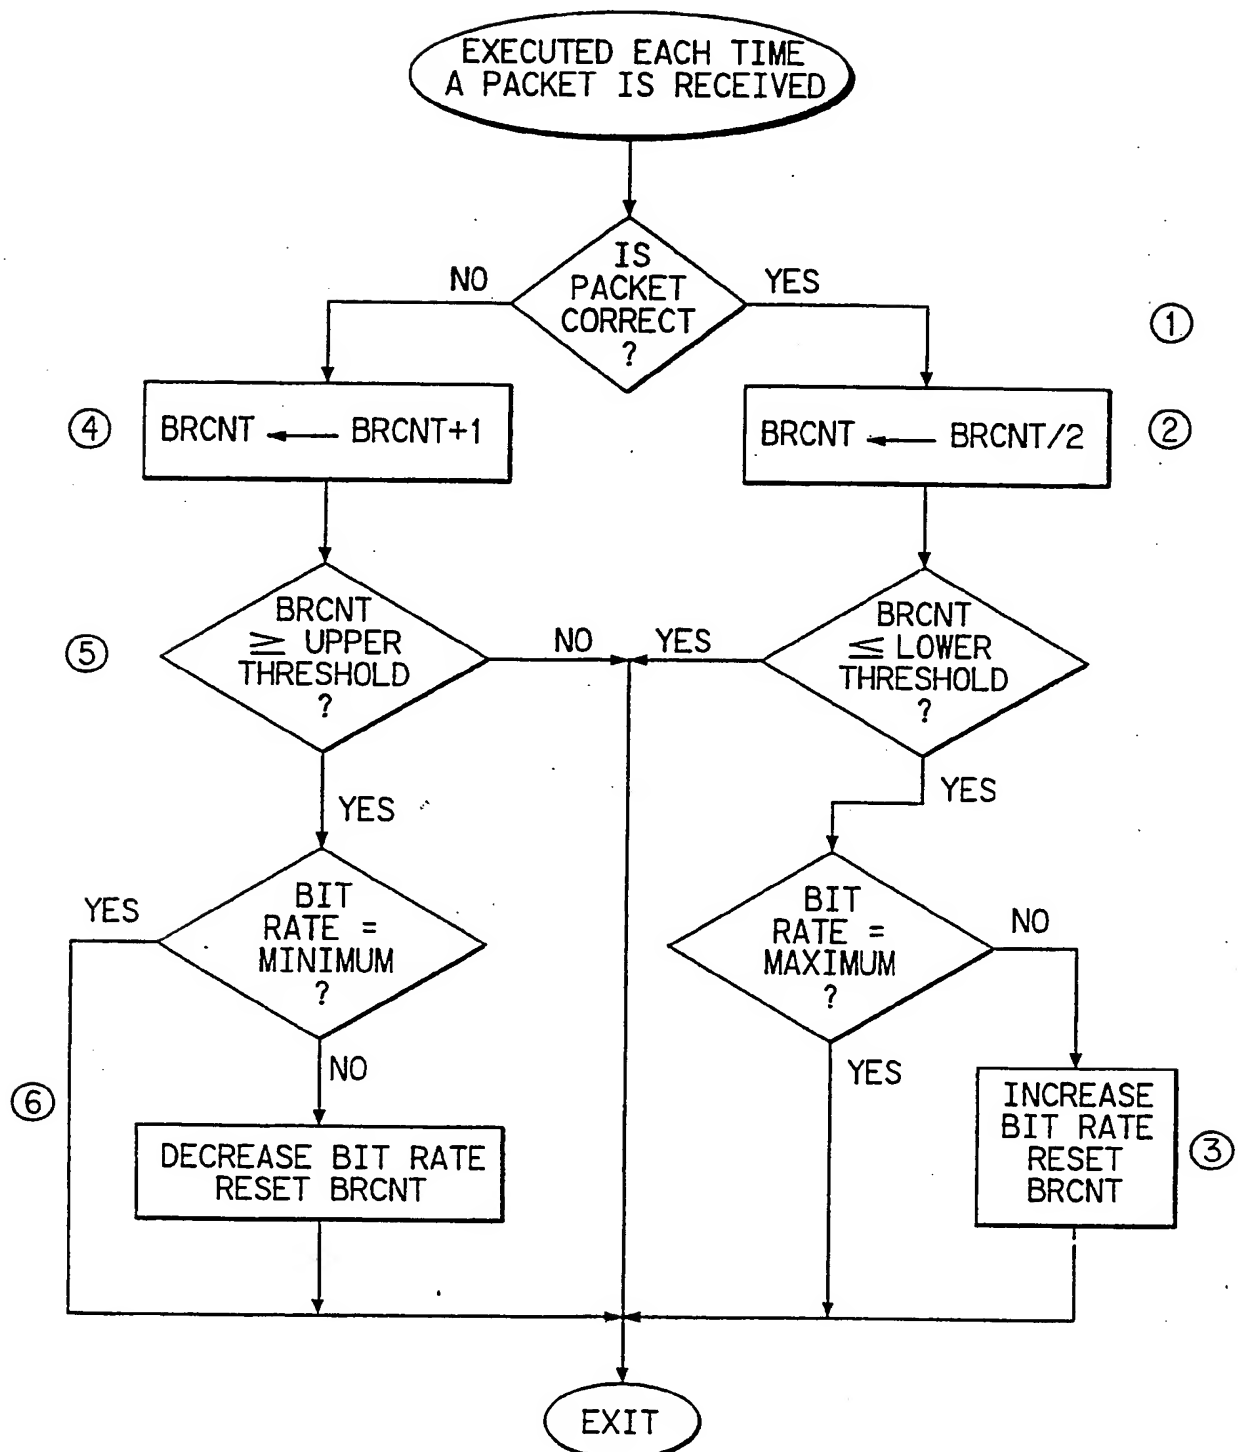 EXECUTED EACH TIME
A PACKET IS RECEIVED
IS
PACKET
CORRECT
?
NO
YES
①
④
BRCNT ← BRCNT+1
BRCNT ← BRCNT/2
②
⑤
BRCNT
≧ UPPER
THRESHOLD
?
NO
YES
BRCNT
≦ LOWER
THRESHOLD
?
YES
YES
YES
BIT
RATE =
MINIMUM
?
BIT
RATE =
MAXIMUM
?
NO
NO
YES
⑥
DECREASE BIT RATE
RESET BRCNT
INCREASE
BIT RATE
RESET
BRCNT
③
EXIT